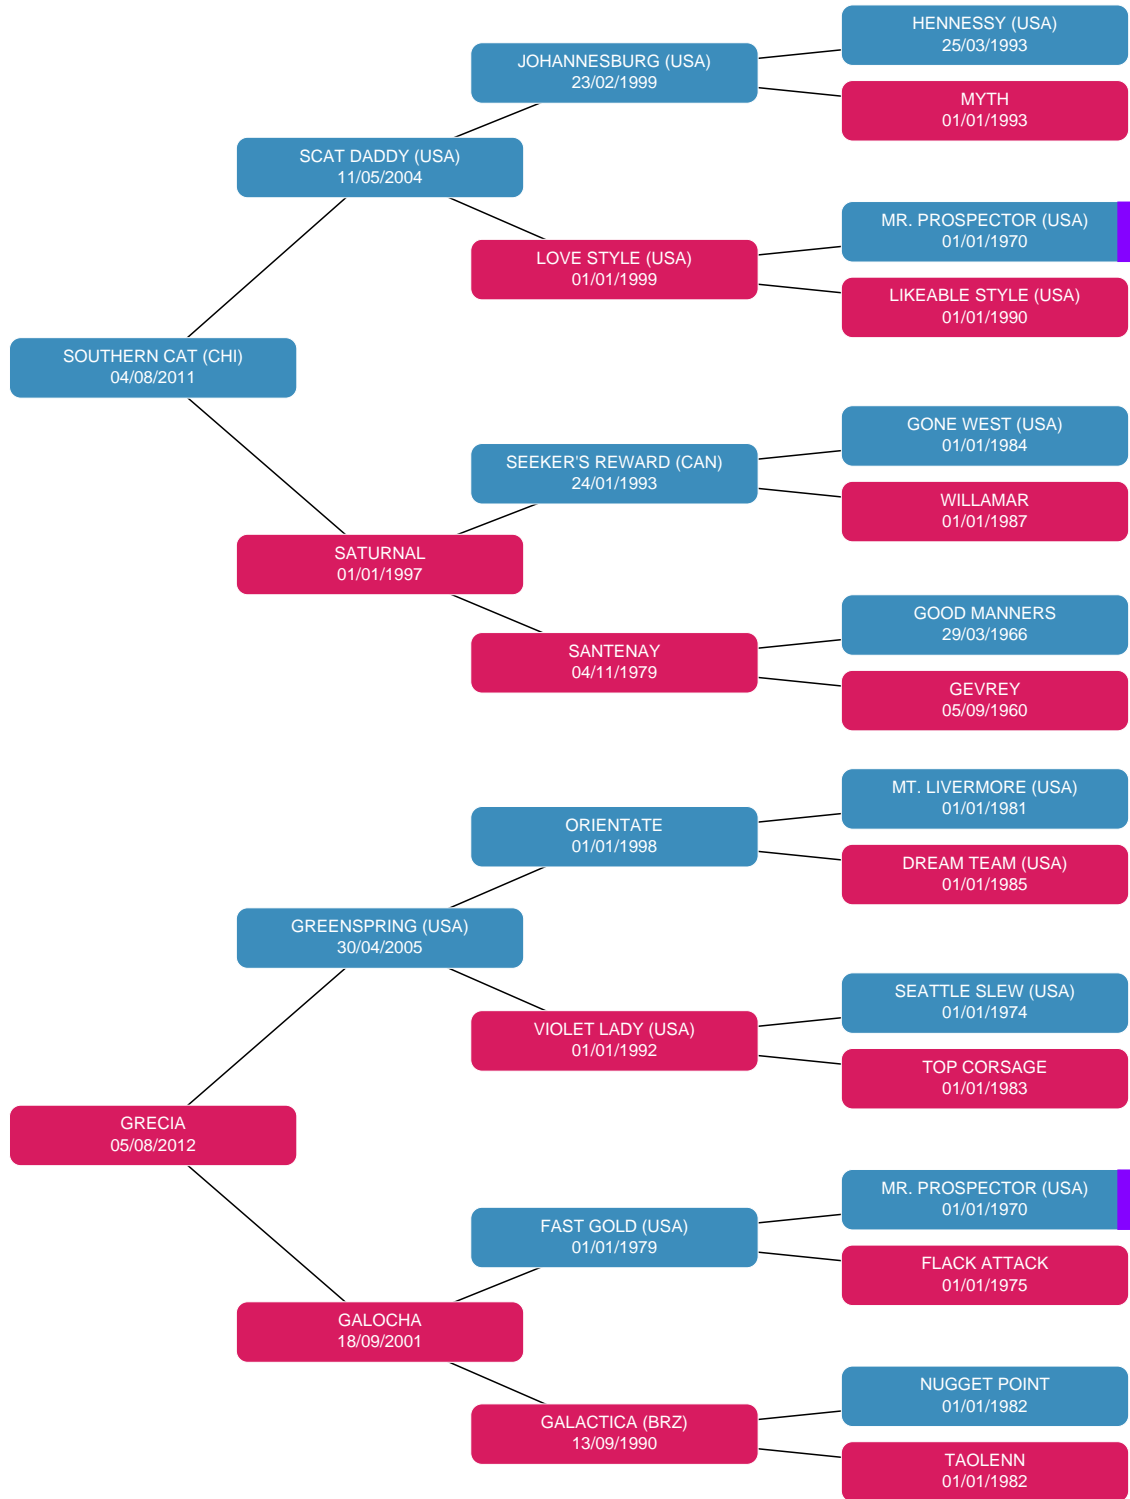 HENNESSY (USA)
25/03/1993
JOHANNESBURG (USA)
23/02/1999
MYTH
01/01/1993
SCAT DADDY (USA)
11/05/2004
MR. PROSPECTOR (USA)
01/01/1970
LOVE STYLE (USA)
01/01/1999
LIKEABLE STYLE (USA)
01/01/1990
SOUTHERN CAT (CHI)
04/08/2011
GONE WEST (USA)
01/01/1984
SEEKER'S REWARD (CAN)
24/01/1993
WILLAMAR
01/01/1987
SATURNAL
01/01/1997
GOOD MANNERS
29/03/1966
SANTENAY
04/11/1979
GEVREY
05/09/1960
MT. LIVERMORE (USA)
01/01/1981
ORIENTATE
01/01/1998
DREAM TEAM (USA)
01/01/1985
GREENSPRING (USA)
30/04/2005
SEATTLE SLEW (USA)
01/01/1974
VIOLET LADY (USA)
01/01/1992
TOP CORSAGE
01/01/1983
GRECIA
05/08/2012
MR. PROSPECTOR (USA)
01/01/1970
FAST GOLD (USA)
01/01/1979
FLACK ATTACK
01/01/1975
GALOCHA
18/09/2001
NUGGET POINT
01/01/1982
GALACTICA (BRZ)
13/09/1990
TAOLENN
01/01/1982